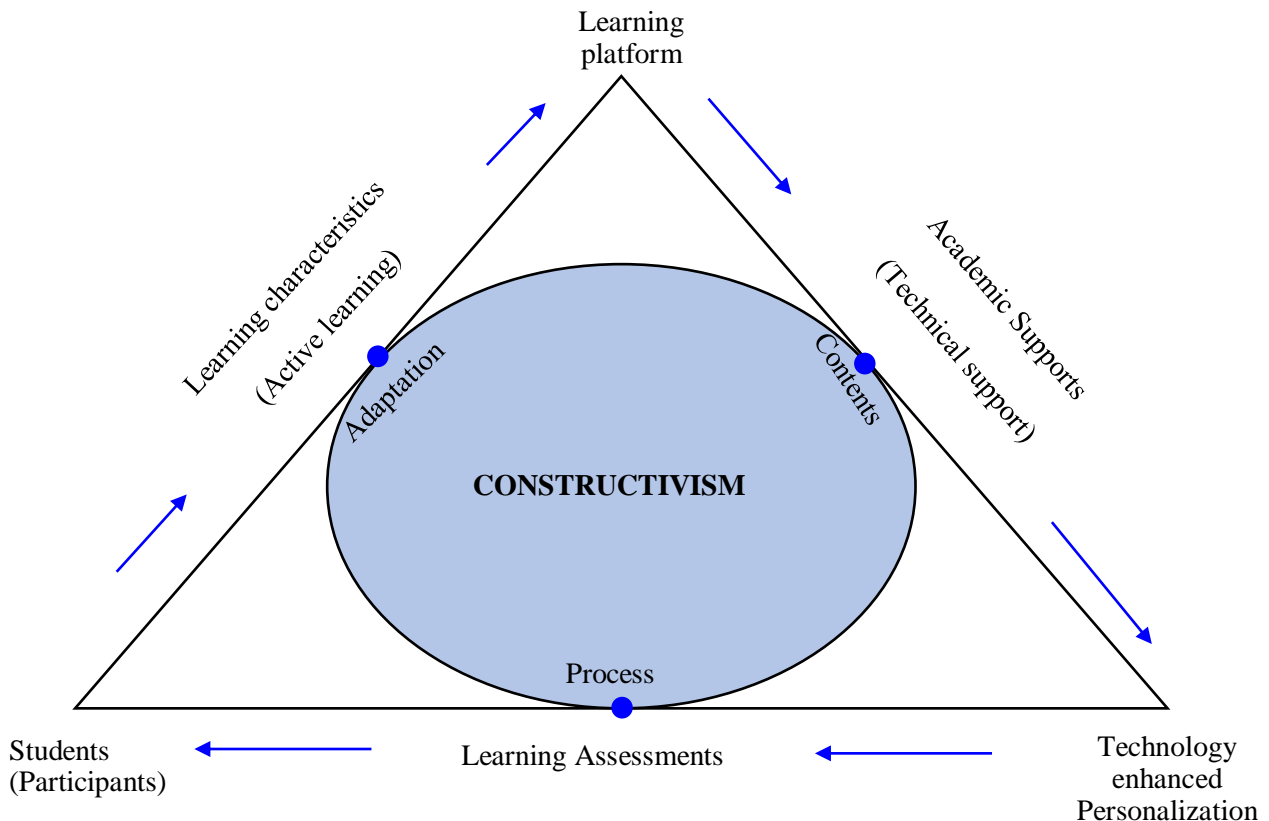 Learning
platform
Learning characteristics
(Active learning)
Academic Supports
(Technical support)
Adaptation
Contents
CONSTRUCTIVISM
Process
Students
(Participants)
Learning Assessments
Technology
enhanced
Personalization